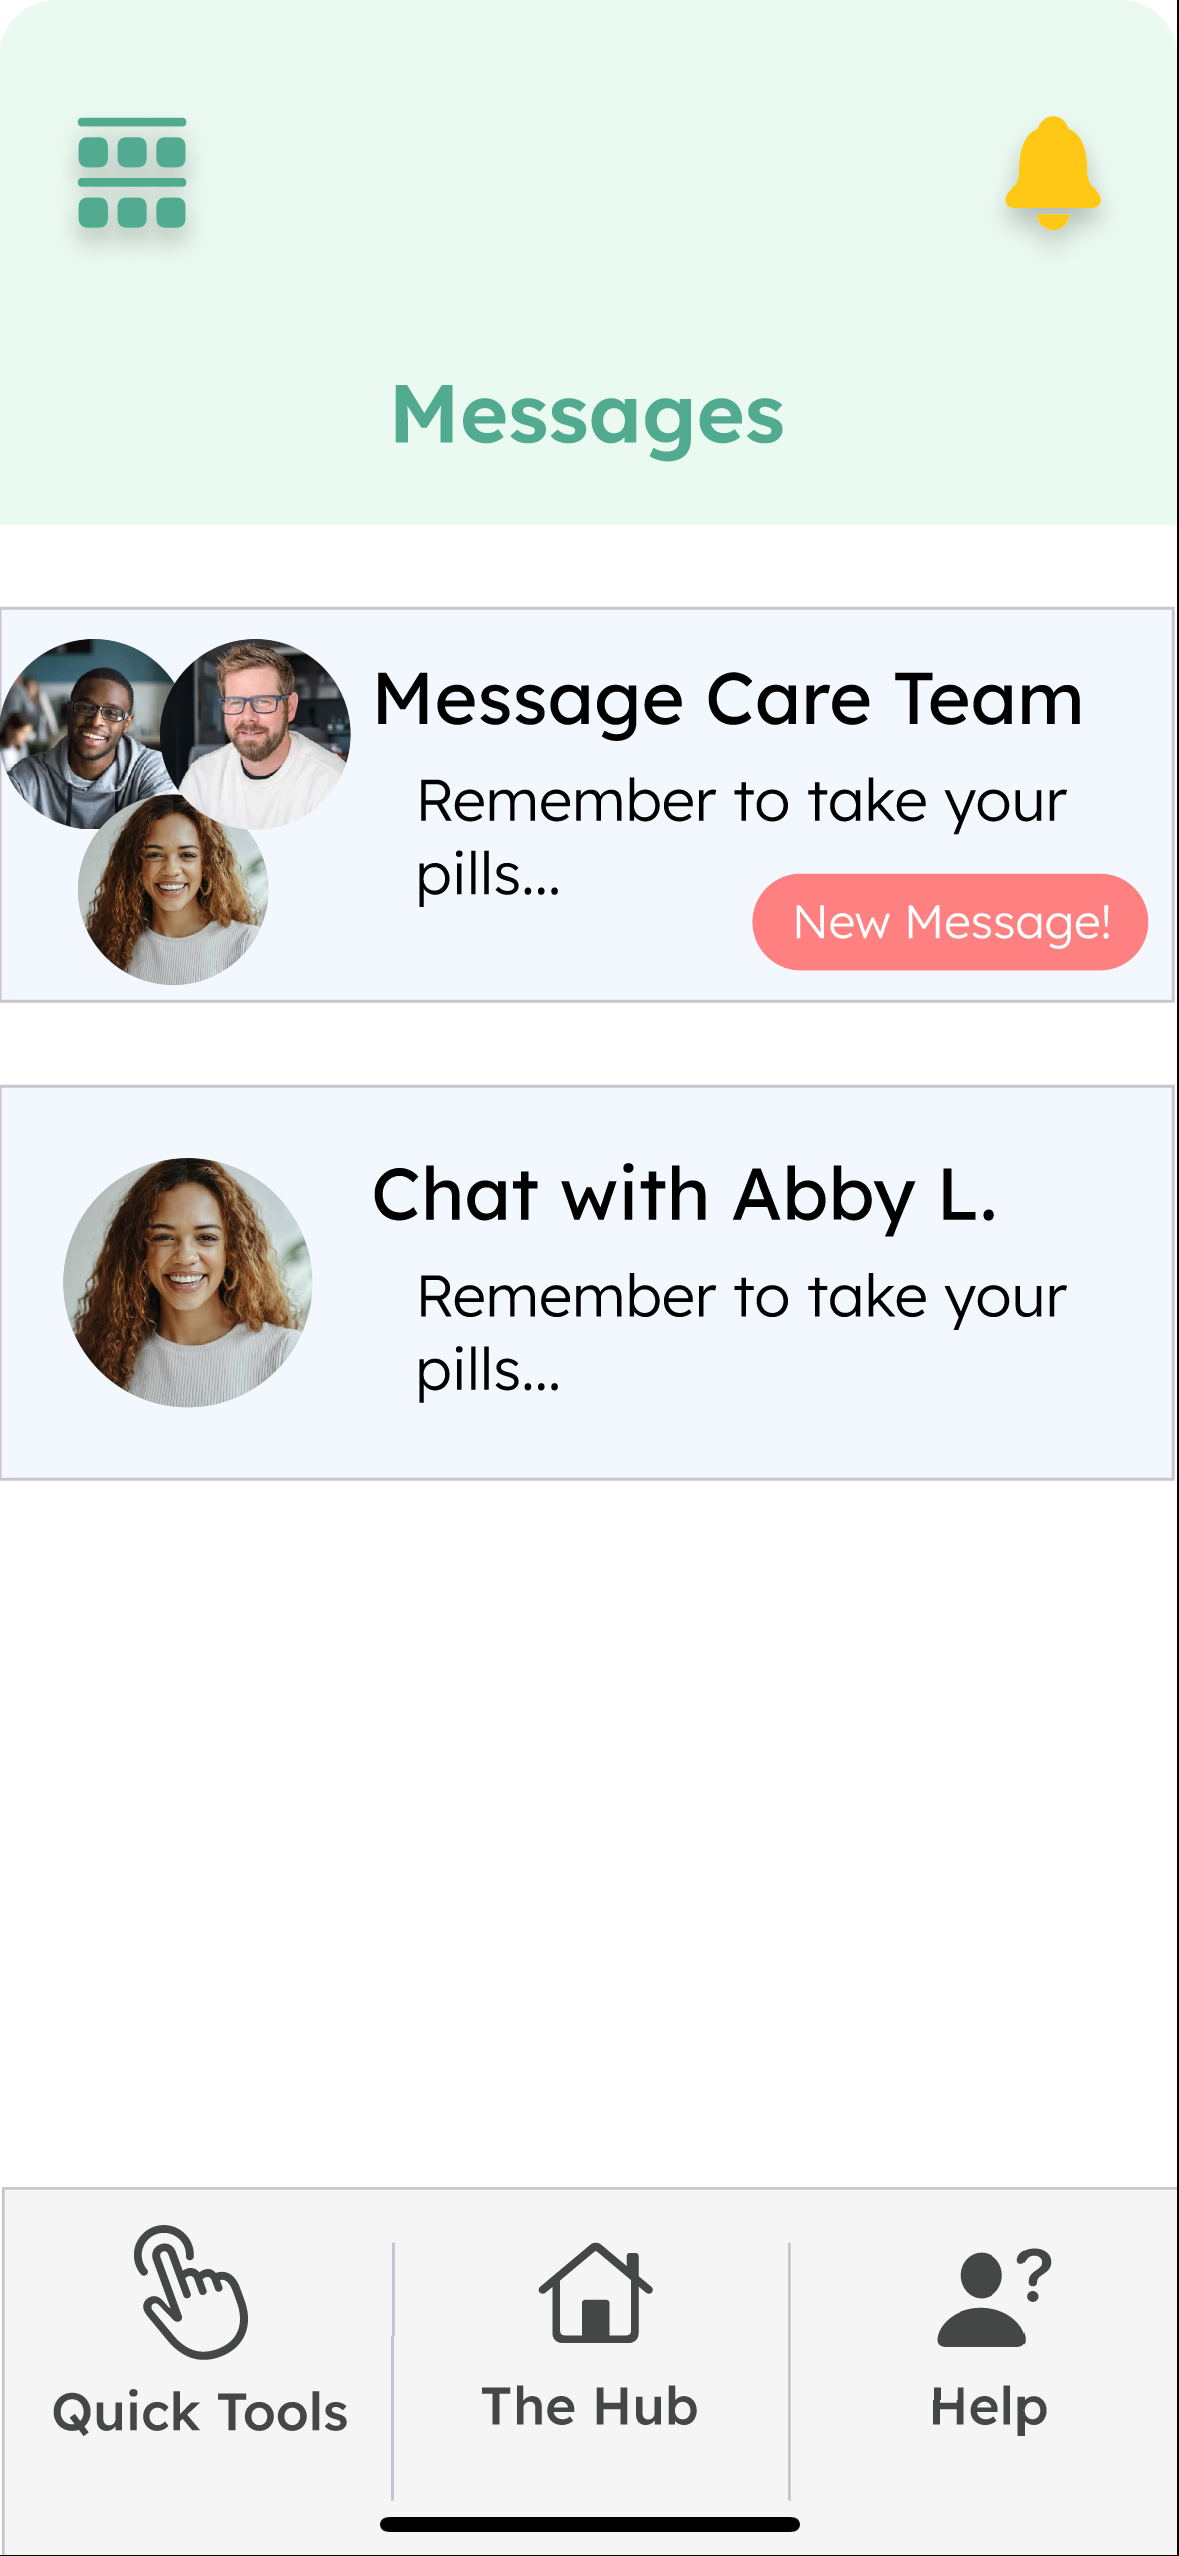 Messages
Message Care Team
Remember to take your
pills...
New Message!
Chat with Abby L.
Remember to take your
pills...
Quick Tools
The Hub
Help